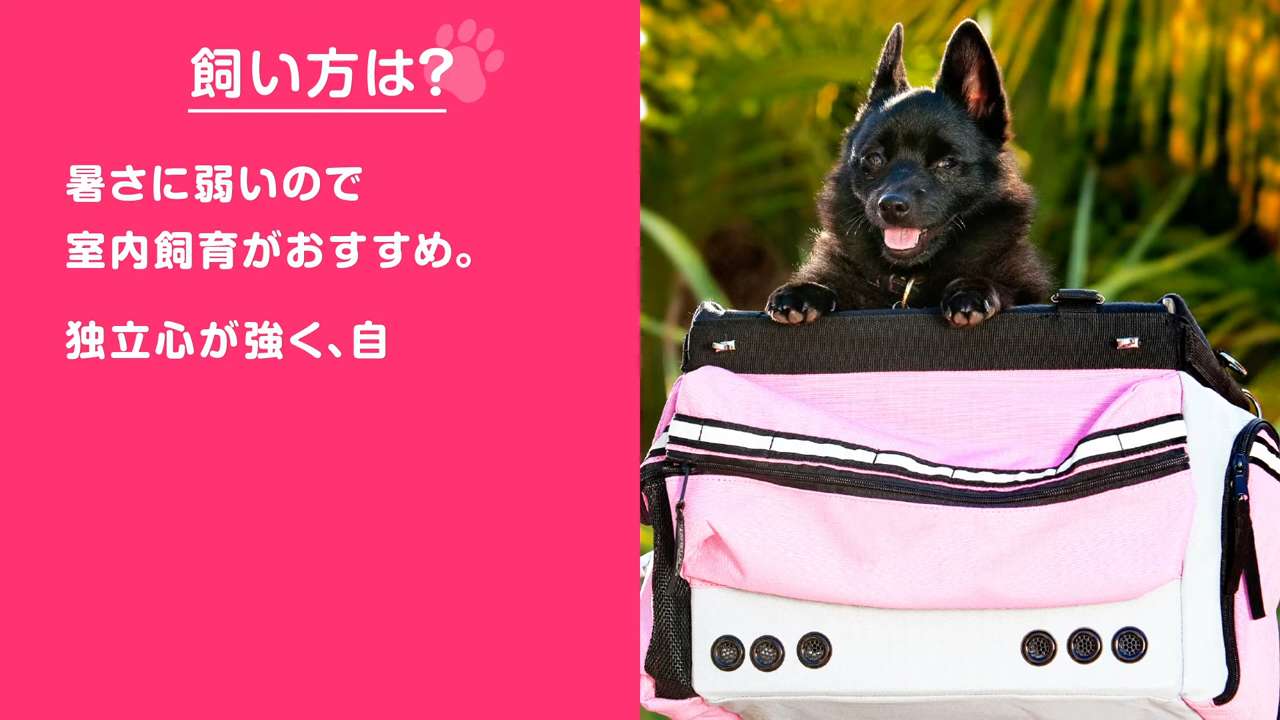 飼い方は?
暑さに弱いので
室内飼育がおすすめ。
独立心が強く、自